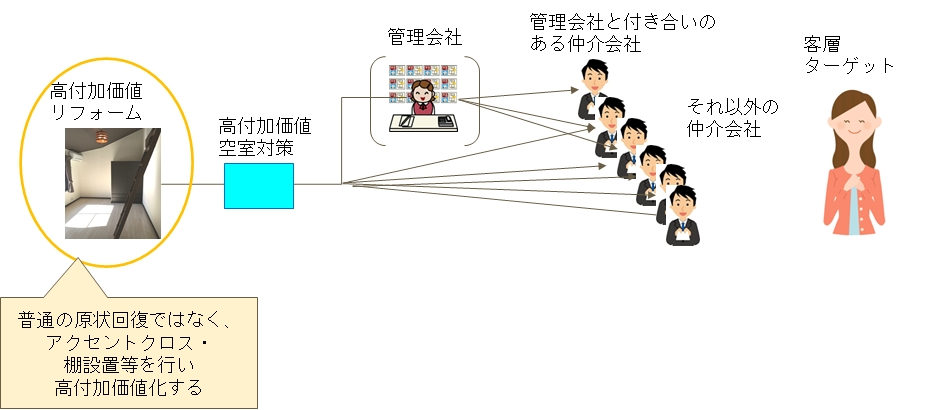 高付加価値
リフォーム
高付加価値
空室対策
管理会社
管理会社と付き合いの
ある仲介会社
それ以外の
仲介会社
客層
ターゲット
普通の原状回復ではなく、
アクセントクロス・
棚設置等を行い
高付加価値化する